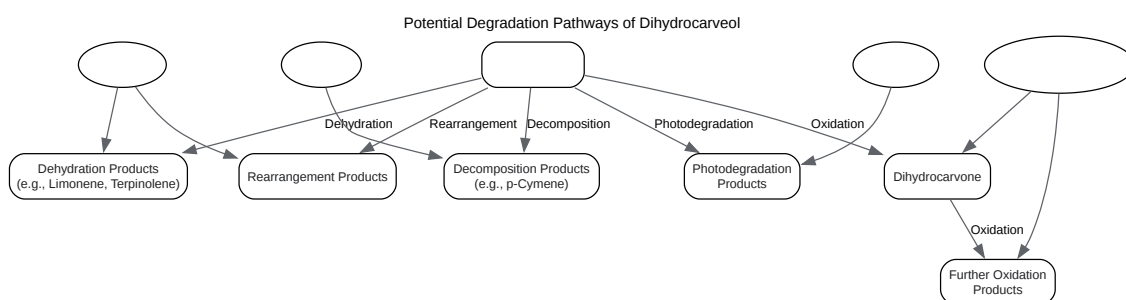 Potential Degradation Pathways of Dihydrocarveol
Dehydration
Rearrangement
Decomposition
Photodegradation
Oxidation
Dehydration Products
(e.g., Limonene, Terpinolene)
Rearrangement Products
Decomposition Products
(e.g., p-Cymene)
Photodegradation
Products
Dihydrocarvone
Oxidation
Further Oxidation
Products